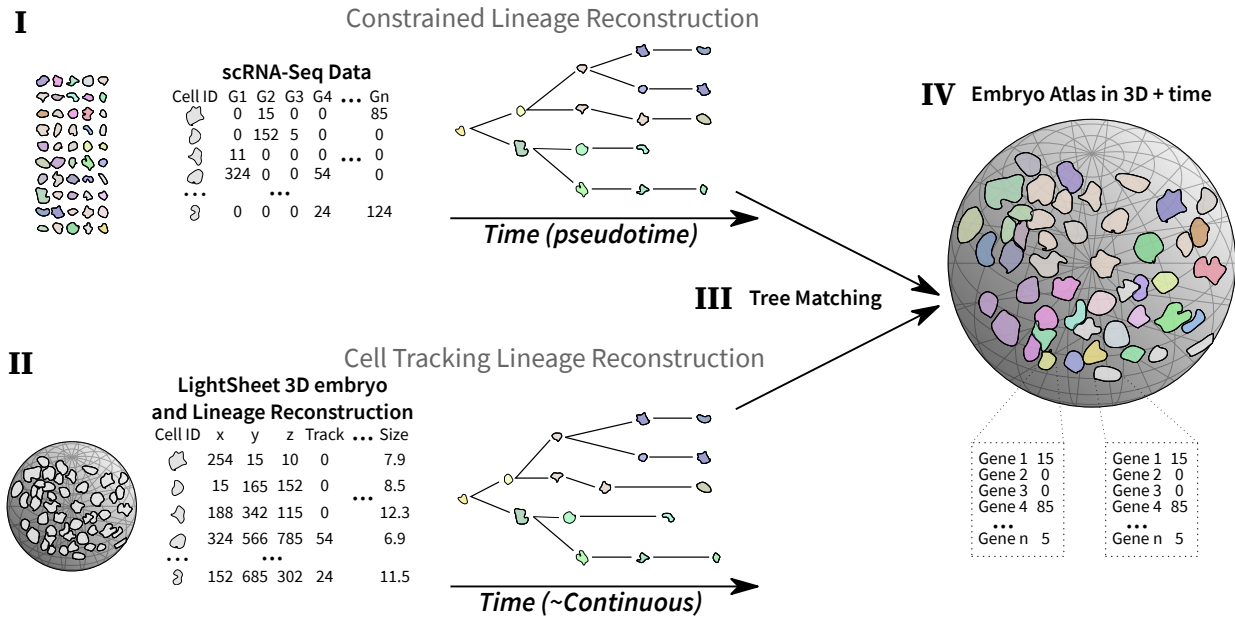 I
Constrained Lineage Reconstruction
scRNA-Seq Data
Cell ID G1 G2 G3 G4 ... Gn
0 15 0 0 85
0 152 5 0 0
11 0 0 0 ... 0
324 0 0 54 0
... ...
0 0 0 24 124
Time (pseudotime)
II
Cell Tracking Lineage Reconstruction
LightSheet 3D embryo
and Lineage Reconstruction
Cell ID x y z Track ... Size
254 15 10 0 7.9
15 165 152 0 ... 8.5
188 342 115 0 12.3
324 566 785 54 6.9
... ...
152 685 302 24 11.5
Time (~Continuous)
III Tree Matching
IV Embryo Atlas in 3D + time
Gene 1 15
Gene 2 0
Gene 3 0
Gene 4 85
...
Gene n 5
Gene 1 15
Gene 2 0
Gene 3 0
Gene 4 85
...
Gene n 5